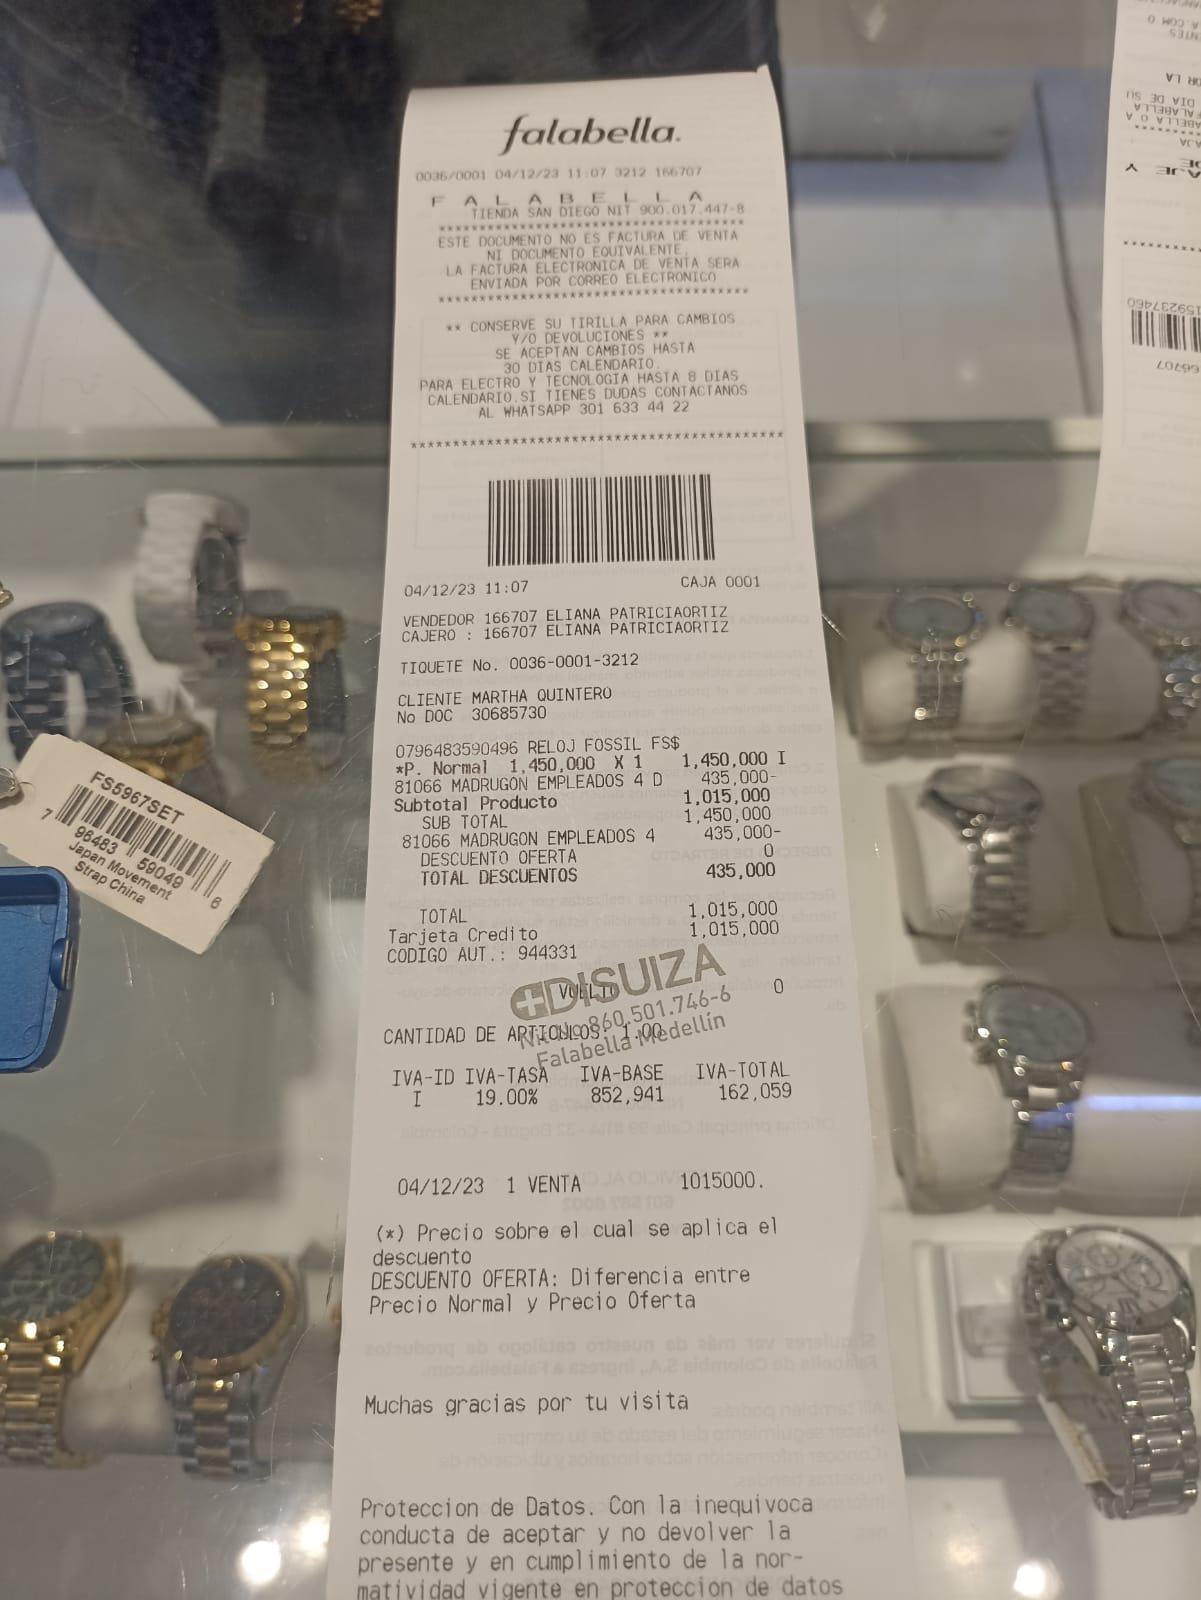 falabella.
0036/0001 04/12/23 11:07 3212 166707
F A L A B E L L A
TIENDA SAN DIEGO NIT 900.017.447-8
****************************************
ESTE DOCUMENTO NO ES FACTURA DE VENTA
NI DOCUMENTO EQUIVALENTE,
LA FACTURA ELECTRONICA DE VENTA SERA
ENVIADA POR CORREO ELECTRONICO
****************************************
** CONSERVE SU TIRILLA PARA CAMBIOS
Y/O DEVOLUCIONES **
SE ACEPTAN CAMBIOS HASTA
30 DIAS CALENDARIO.
PARA ELECTRO Y TECNOLOGIA HASTA 8 DIAS
CALENDARIO.SI TIENES DUDAS CONTACTANOS
AL WHATSAPP 301 633 44 22
****************************************
04/12/23 11:07 CAJA 0001
VENDEDOR 166707 ELIANA PATRICIAORTIZ
CAJERO : 166707 ELIANA PATRICIAORTIZ
TIQUETE No. 0036-0001-3212
CLIENTE MARTHA QUINTERO
No DOC 30685730
0796483590496 RELOJ FOSSIL FS$
*P. Normal 1,450,000 X 1 1,450,000 I
81066 MADRUGON EMPLEADOS 4 D 435,000-
Subtotal Producto 1,015,000
SUB TOTAL 1,450,000
81066 MADRUGON EMPLEADOS 4 435,000-
DESCUENTO OFERTA 0
TOTAL DESCUENTOS 435,000
TOTAL 1,015,000
Tarjeta Credito 1,015,000
CODIGO AUT.: 944331
DISUIZA
VUELTO 0
Nit No 860.501.746-6
CANTIDAD DE ARTICULOS: 1.00
Falabella Medellín
IVA-ID IVA-TASA IVA-BASE IVA-TOTAL
I 19.00% 852,941 162,059
04/12/23 1 VENTA 1015000.
(*) Precio sobre el cual se aplica el
descuento
DESCUENTO OFERTA: Diferencia entre
Precio Normal y Precio Oferta
Muchas gracias por tu visita
Proteccion de Datos. Con la inequivoca
conducta de aceptar y no devolver la
presente y en cumplimiento de la nor-
matividad vigente en proteccion de datos
FS5967SET
7 96483 59049 6
Japan Movement
Strap China
159237460
66707